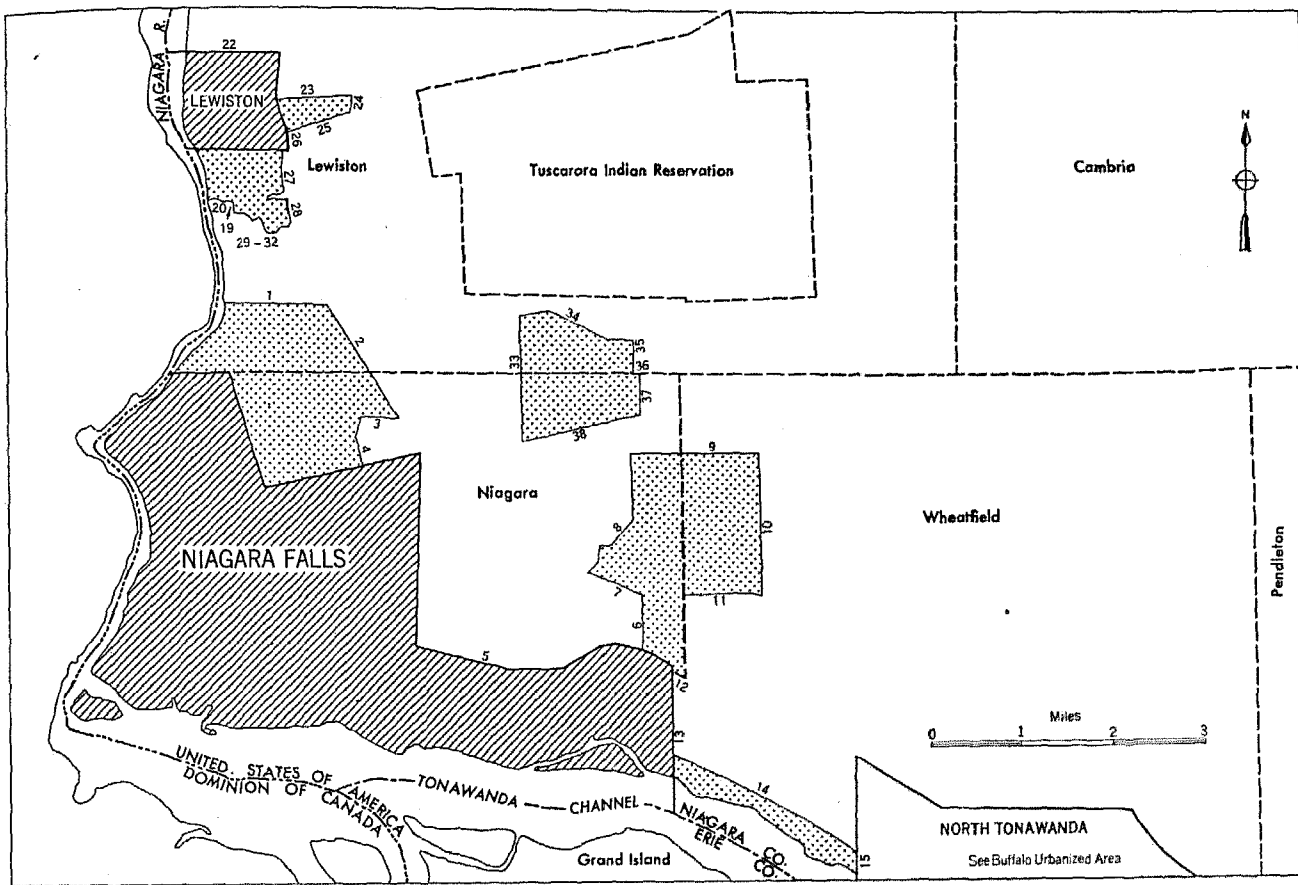 NIAGARA R.
22
LEWISTON
23
24
25
26
Lewiston
27
28
20
19
29 – 32
Tuscarora Indian Reservation
Cambria
N
1
2
3
4
33
34
35
36
37
38
9
10
11
8
7
6
5
12
13
14
15
Niagara
Wheatfield
Pendleton
NIAGARA FALLS
Miles
0 1 2 3
UNITED STATES OF AMERICA
DOMINION OF CANADA
TONAWANDA CHANNEL
NIAGARA CO.
ERIE CO.
Grand Island
NORTH TONAWANDA
See Buffalo Urbanized Area